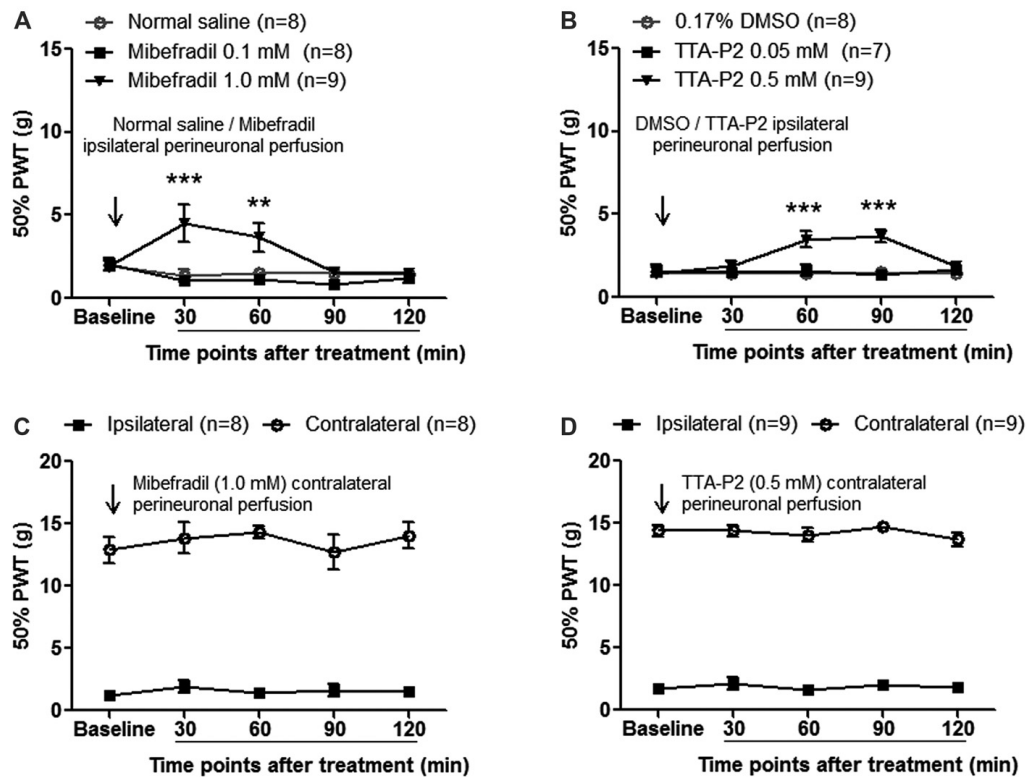 A
Normal saline (n=8)
Mibefradil 0.1 mM (n=8)
Mibefradil 1.0 mM (n=9)
15
10
5
0
50% PWT (g)
Normal saline / Mibefradil
ipsilateral perineuronal perfusion
***
**
Baseline 30 60 90 120
Time points after treatment (min)
B
0.17% DMSO (n=8)
TTA-P2 0.05 mM (n=7)
TTA-P2 0.5 mM (n=9)
15
10
5
0
50% PWT (g)
DMSO / TTA-P2 ipsilateral
perineuronal perfusion
*** ***
Baseline 30 60 90 120
Time points after treatment (min)
C
Ipsilateral (n=8) Contralateral (n=8)
20
15
10
5
0
50% PWT (g)
Mibefradil (1.0 mM) contralateral
perineuronal perfusion
Baseline 30 60 90 120
Time points after treatment (min)
D
Ipsilateral (n=9) Contralateral (n=9)
20
15
10
5
0
50% PWT (g)
TTA-P2 (0.5 mM) contralateral
perineuronal perfusion
Baseline 30 60 90 120
Time points after treatment (min)